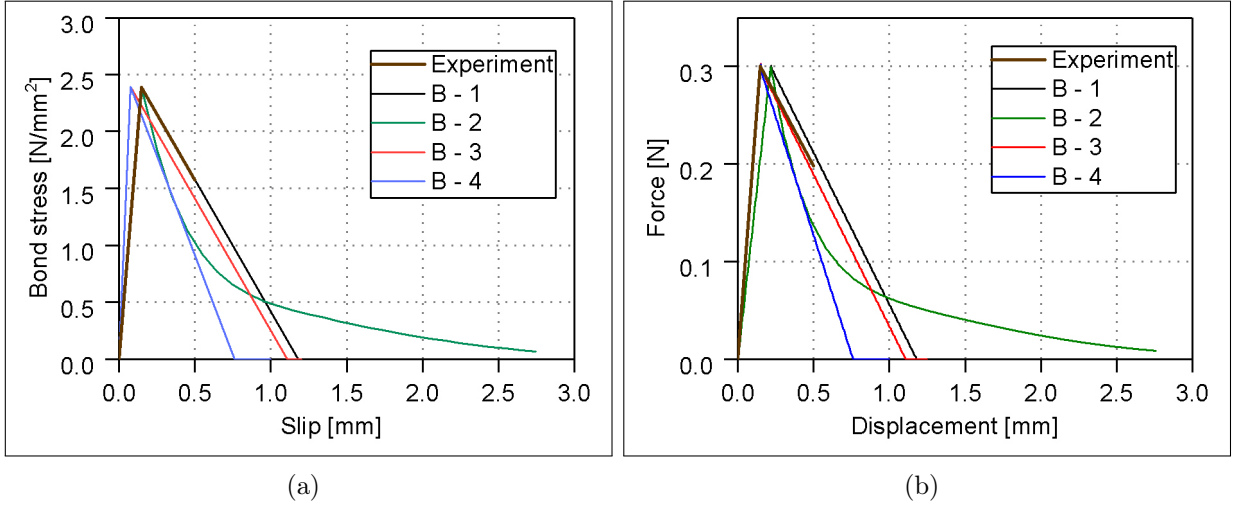 3.0
2.5
2.0
1.5
1.0
0.5
0.0
Bond stress [N/mm²]
0.0 0.5 1.0 1.5 2.0 2.5 3.0
Slip [mm]
Experiment
B - 1
B - 2
B - 3
B - 4
(a)
0.3
0.2
0.1
0.0
Force [N]
0.0 0.5 1.0 1.5 2.0 2.5 3.0
Displacement [mm]
Experiment
B - 1
B - 2
B - 3
B - 4
(b)